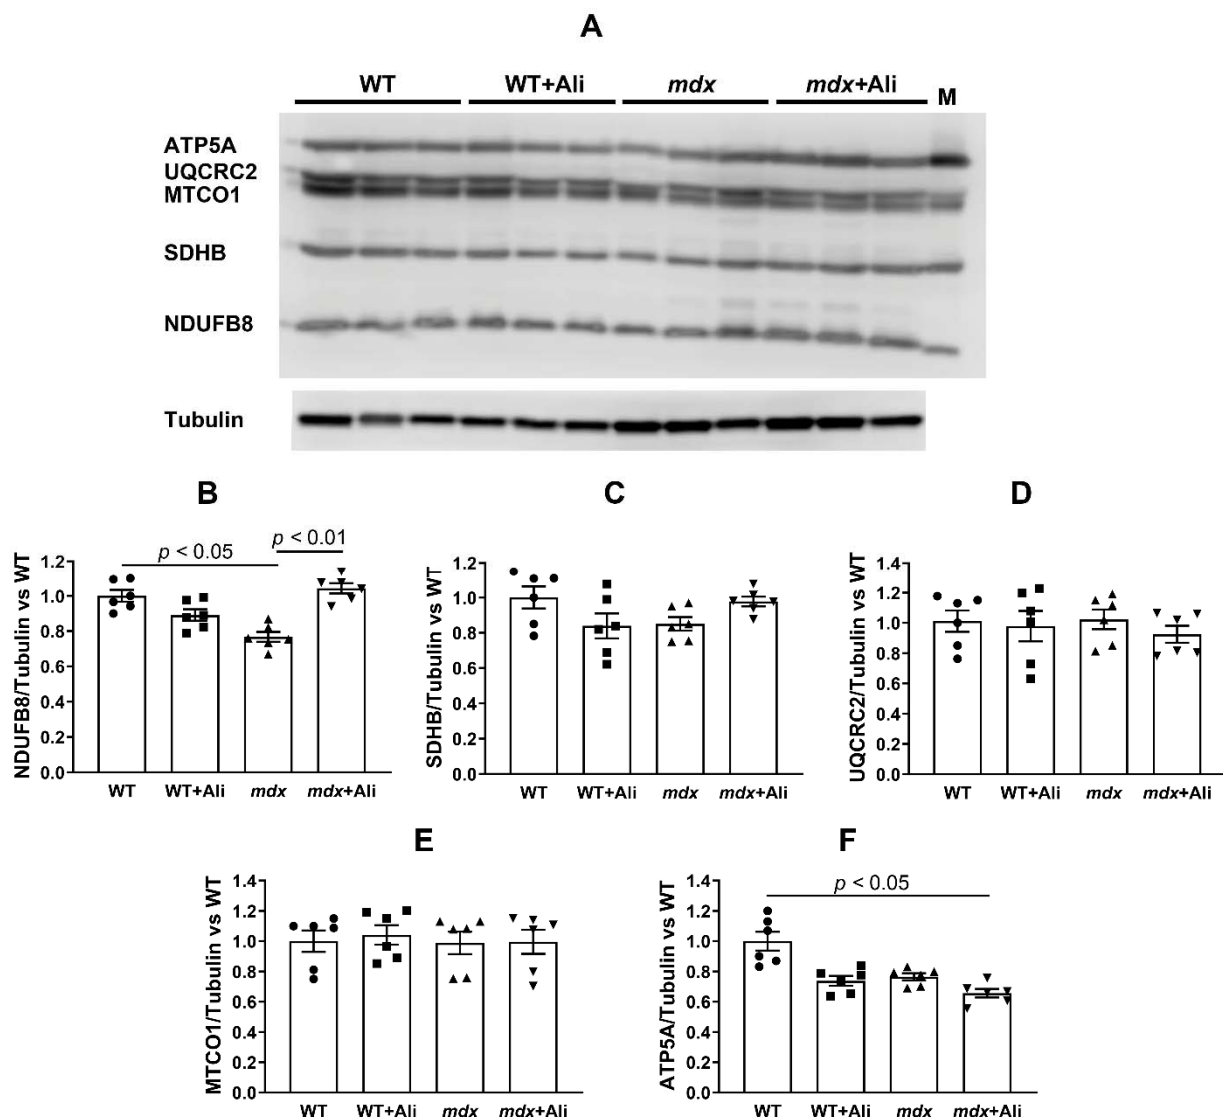 A
WT WT+Ali mdx mdx+Ali M
ATP5A
UQCRC2
MTCO1
SDHB
NDUFB8
Tubulin
B
NDUFB8/Tubulin vs WT
1.2
1.0
0.8
0.6
0.4
0.2
0.0
p < 0.05
p < 0.01
WT WT+Ali mdx mdx+Ali
C
SDHB/Tubulin vs WT
1.2
1.0
0.8
0.6
0.4
0.2
0.0
WT WT+Ali mdx mdx+Ali
D
UQCRC2/Tubulin vs WT
1.4
1.2
1.0
0.8
0.6
0.4
0.2
0.0
WT WT+Ali mdx mdx+Ali
E
MTCO1/Tubulin vs WT
1.4
1.2
1.0
0.8
0.6
0.4
0.2
0.0
WT WT+Ali mdx mdx+Ali
F
ATP5A/Tubulin vs WT
1.4
1.2
1.0
0.8
0.6
0.4
0.2
0.0
p < 0.05
WT WT+Ali mdx mdx+Ali